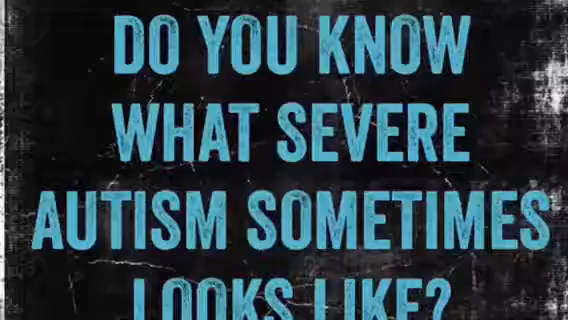 DO YOU KNOW
WHAT SEVERE
AUTISM SOMETIMES
LOOKS LIKE?